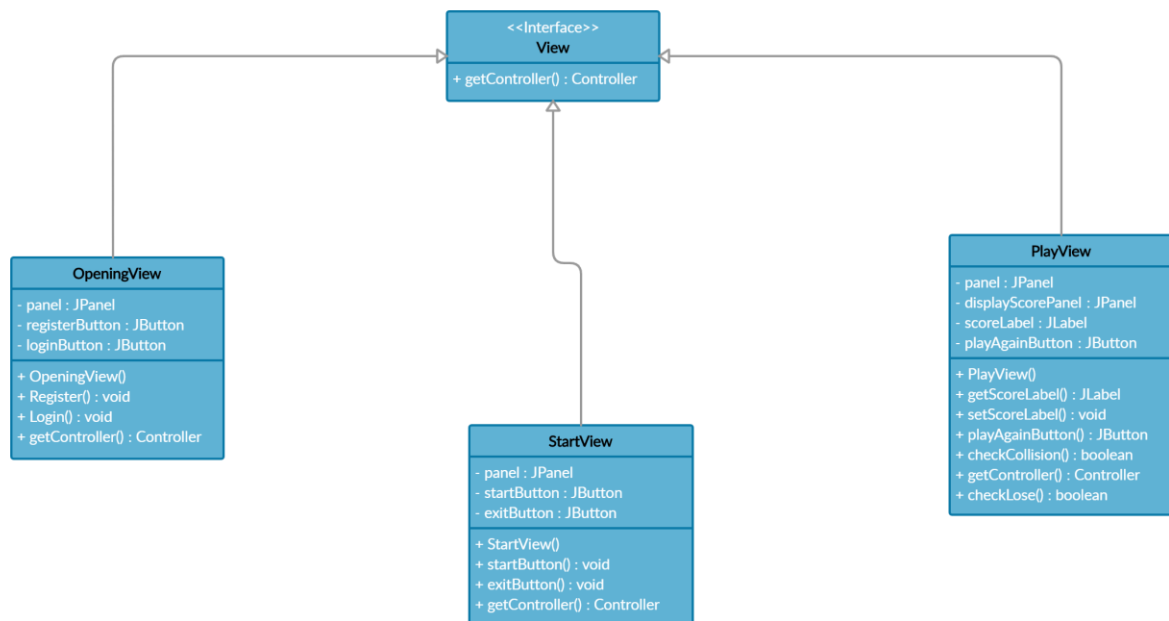 <<Interface>>
View
+ getController() : Controller
OpeningView
- panel : JPanel
- registerButton : JButton
- loginButton : JButton
+ OpeningView()
+ Register() : void
+ Login() : void
+ getController() : Controller
StartView
- panel : JPanel
- startButton : JButton
- exitButton : JButton
+ StartView()
+ startButton() : void
+ exitButton() : void
+ getController() : Controller
PlayView
- panel : JPanel
- displayScorePanel : JPanel
- scoreLabel : JLabel
- playAgainButton : JButton
+ PlayView()
+ getScoreLabel() : JLabel
+ setScoreLabel() : void
+ playAgainButton() : JButton
+ checkCollision() : boolean
+ getController() : Controller
+ checkLose() : boolean